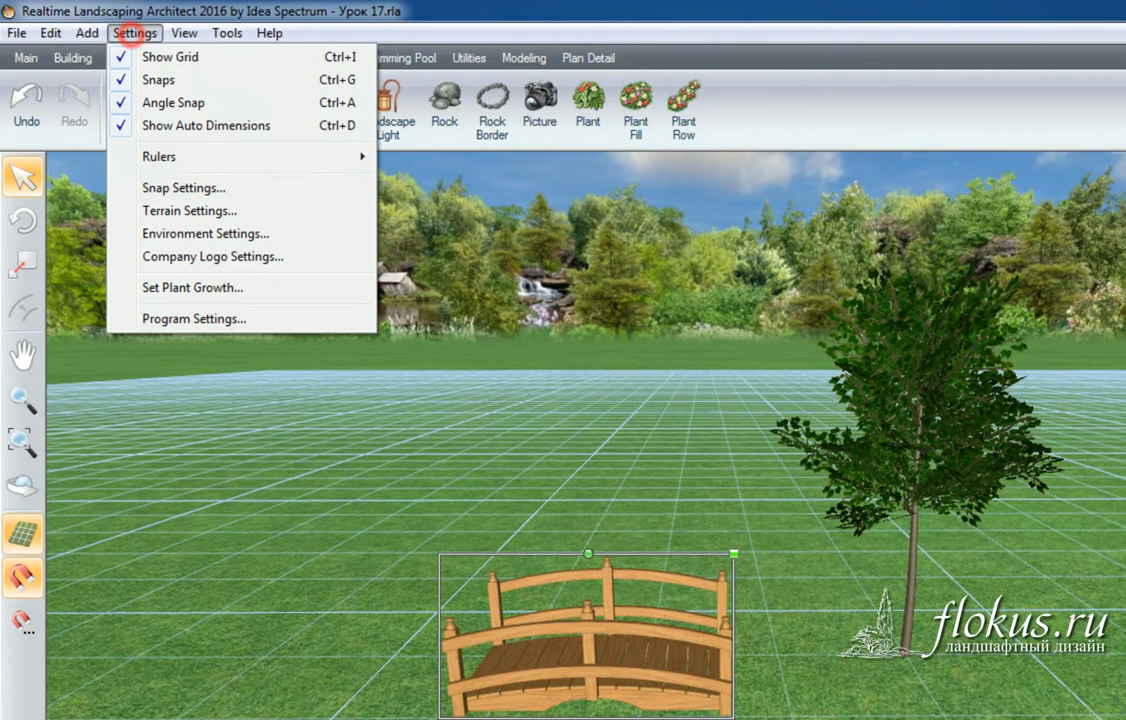 Realtime Landscaping Architect 2016 by Idea Spectrum - Урок 17.rla
File Edit Add Settings View Tools Help
Main Building mming Pool Utilities Modeling Plan Detail
Show Grid Ctrl+I
Snaps Ctrl+G
Angle Snap Ctrl+A
Show Auto Dimensions Ctrl+D
Rulers
Snap Settings...
Terrain Settings...
Environment Settings...
Company Logo Settings...
Set Plant Growth...
Program Settings...
Undo Redo dscape Light Rock Rock Border Picture Plant Plant Fill Plant Row
flokus.ru
ландшафтный дизайн